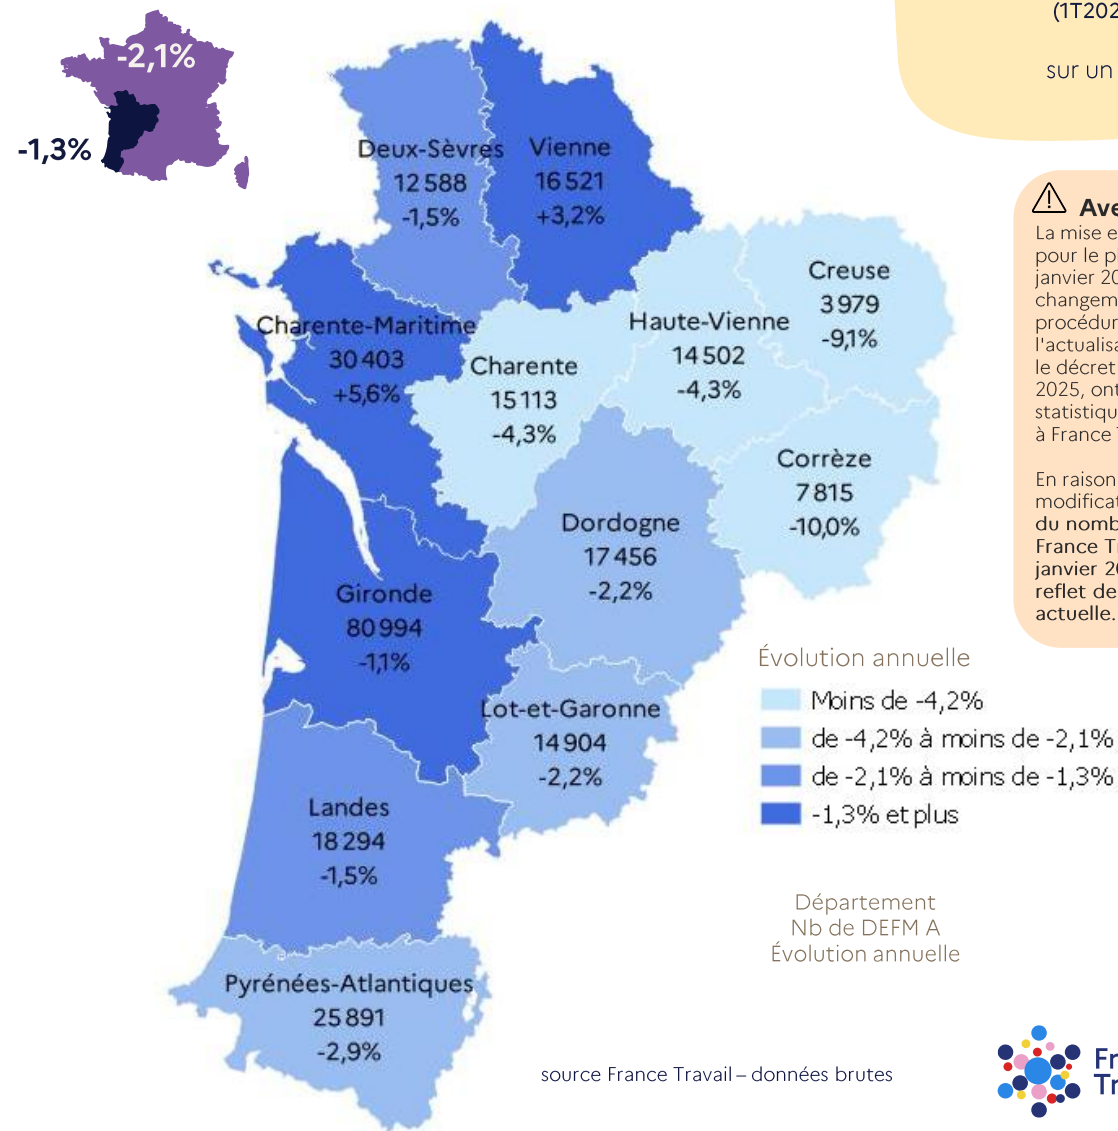 (1T202
sur un
-2,1%
-1,3%
Deux-Sèvres
12 588
-1,5%
Vienne
16 521
+3,2%
Charente-Maritime
30 403
+5,6%
Charente
15 113
-4,3%
Haute-Vienne
14 502
-4,3%
Creuse
3 979
-9,1%
Corrèze
7 815
-10,0%
Dordogne
17 456
-2,2%
Gironde
80 994
-1,1%
Lot-et-Garonne
14 904
-2,2%
Landes
18 294
-1,5%
Pyrénées-Atlantiques
25 891
-2,9%
Ave
La mise e
pour le p
janvier 20
changem
procédur
l'actualisa
le décret
2025, ont
statistiqu
à France T
En raison
modificat
du nomb
France Tr
janvier 20
reflet de
actuelle.
Évolution annuelle
Moins de -4,2%
de -4,2% à moins de -2,1%
de -2,1% à moins de -1,3%
-1,3% et plus
Département
Nb de DEFM A
Évolution annuelle
source France Travail – données brutes
Fr
Tr